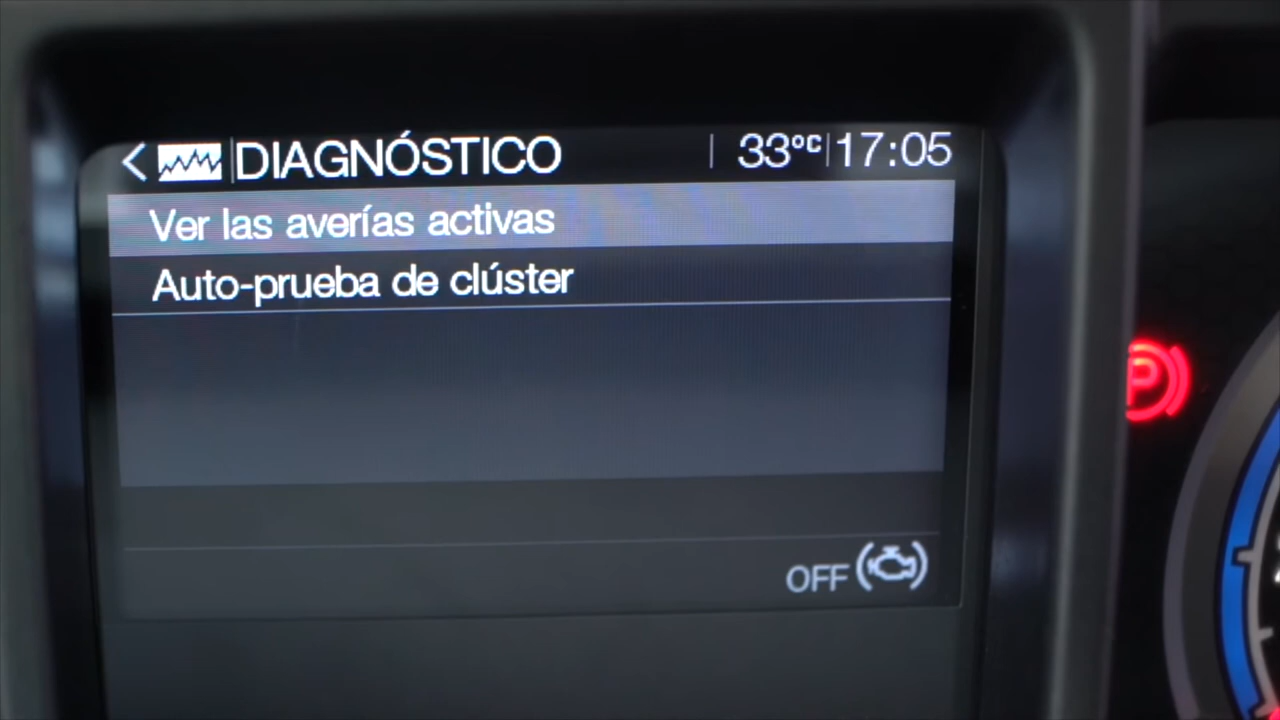 DIAGNÓSTICO 33ºC 17:05
Ver las averías activas
Auto-prueba de clúster
OFF
P